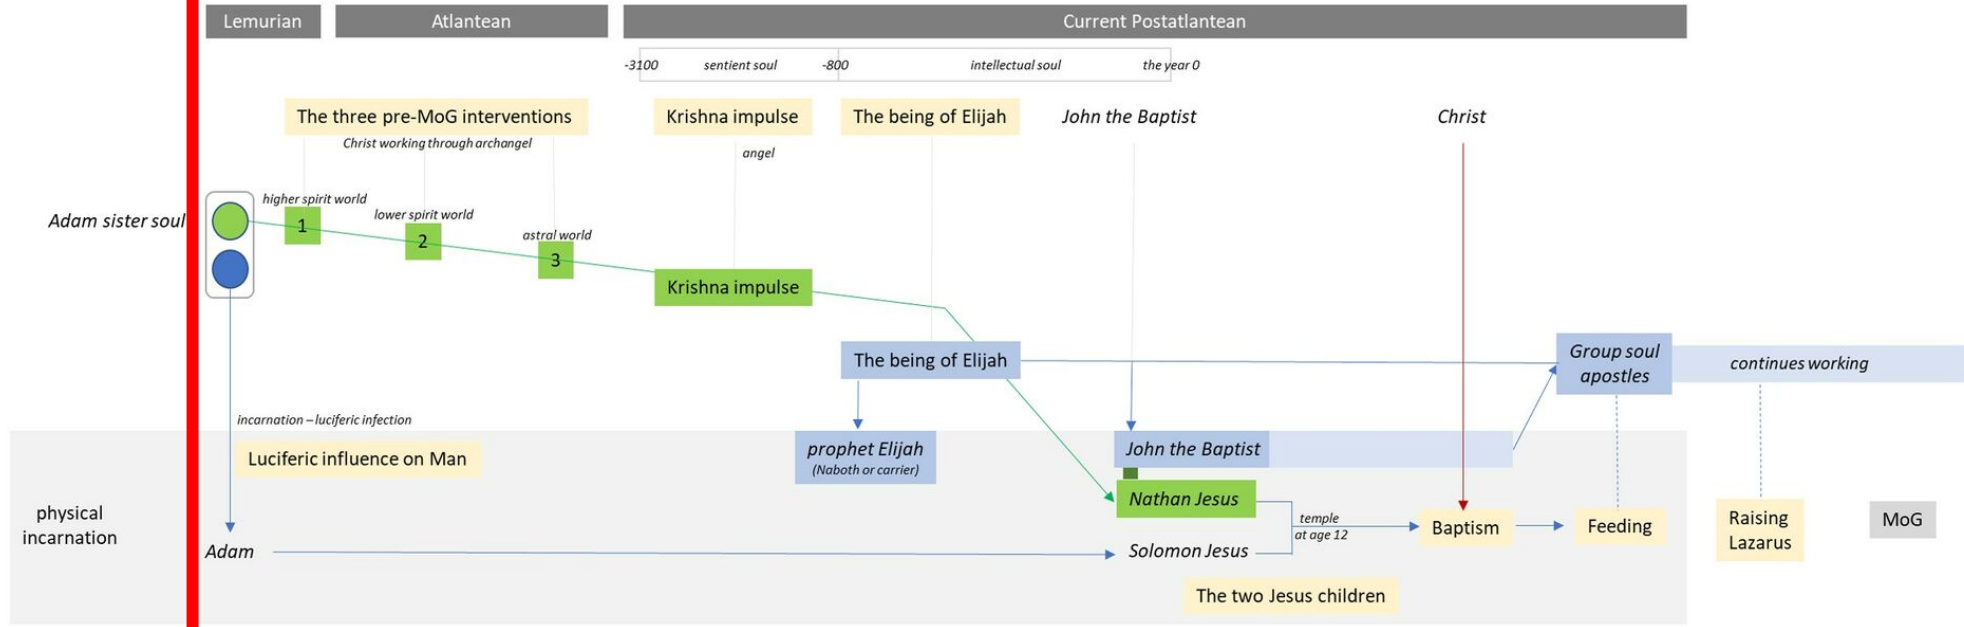 Lemurian
Atlantean
Current Postatlantean
-3100
sentient soul
-800
intellectual soul
the year 0
The three pre-MoG interventions
Krishna impulse
The being of Elijah
John the Baptist
Christ
Christ working through archangel
angel
Adam sister soul
higher spirit world
1
lower spirit world
2
astral world
3
Krishna impulse
The being of Elijah
Group soul
apostles
continues working
incarnation – luciferic infection
Luciferic influence on Man
prophet Elijah
(Naboth or carrier)
John the Baptist
Nathan Jesus
physical
incarnation
temple
at age 12
Baptism
Feeding
Raising
Lazarus
MoG
Adam
Solomon Jesus
The two Jesus children